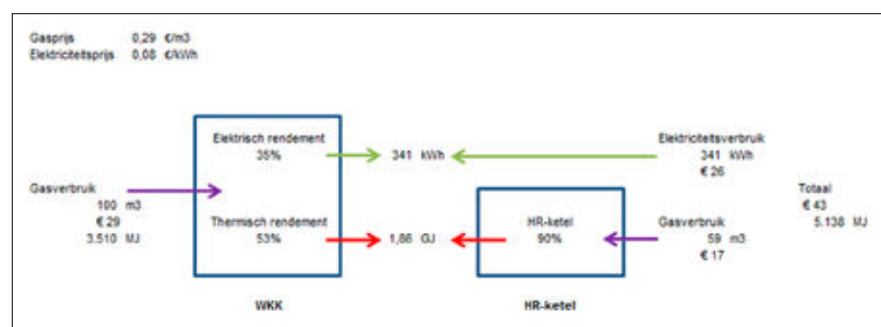 Gasprijs 0,29 €/m3
Elektriciteitsprijs 0,08 €/kWh
Elektrisch rendement
35%
341 kWh
Elektriciteitsverbruik
341 kWh
€ 26
Gasverbruik
100 m3
€ 29
3.510 MJ
Thermisch rendement
53%
1,86 GJ
HR-ketel
90%
Gasverbruik
59 m3
€ 17
Totaal
€ 43
5.138 MJ
WKK
HR-ketel